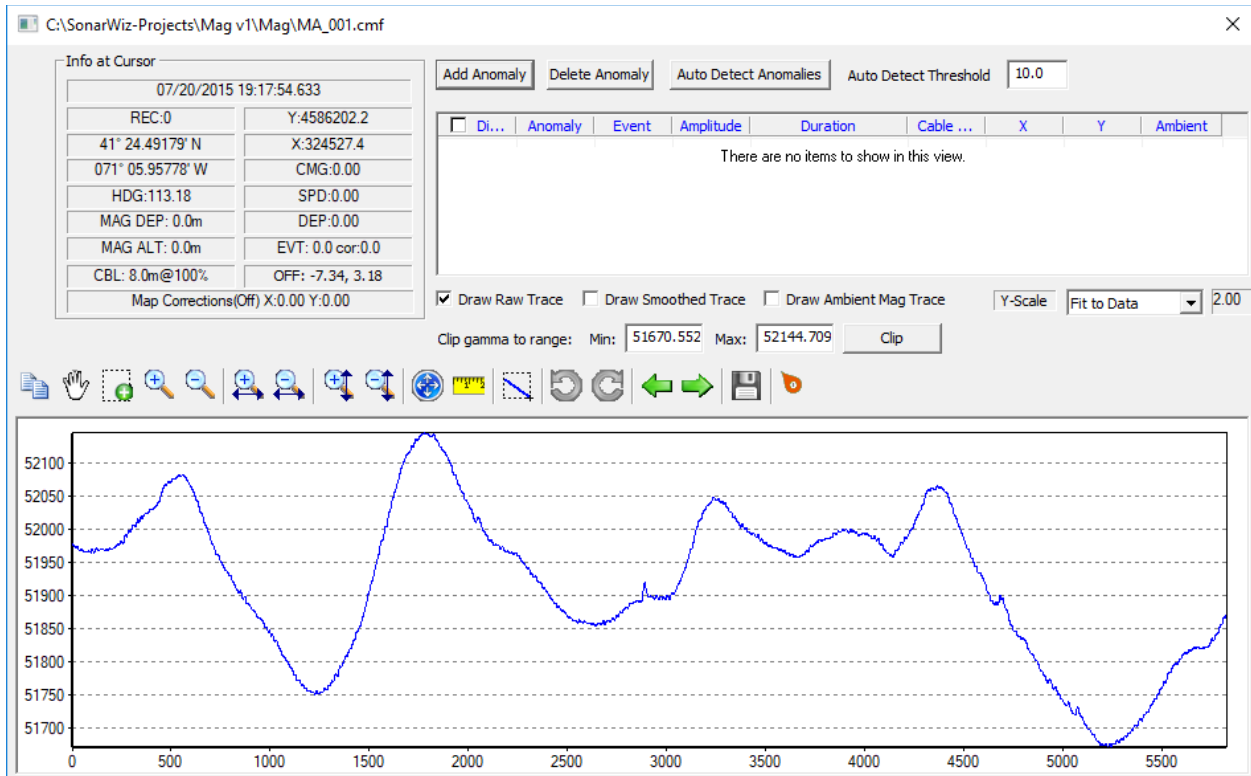 C:\SonarWiz-Projects\Mag v1\Mag\MA_001.cmf
Info at Cursor
07/20/2015 19:17:54.633
REC:0 Y:4586202.2
41° 24.49179' N X:324527.4
071° 05.95778' W CMG:0.00
HDG:113.18 SPD:0.00
MAG DEP: 0.0m DEP:0.00
MAG ALT: 0.0m EVT: 0.0 cor:0.0
CBL: 8.0m@100% OFF: -7.34, 3.18
Map Corrections(Off) X:0.00 Y:0.00
Add Anomaly Delete Anomaly Auto Detect Anomalies Auto Detect Threshold 10.0
Di... Anomaly Event Amplitude Duration Cable ... X Y Ambient
There are no items to show in this view.
Draw Raw Trace Draw Smoothed Trace Draw Ambient Mag Trace Y-Scale Fit to Data 2.00
Clip gamma to range: Min: 51670.552 Max: 52144.709 Clip
52100
52050
52000
51950
51900
51850
51800
51750
51700
0 500 1000 1500 2000 2500 3000 3500 4000 4500 5000 5500